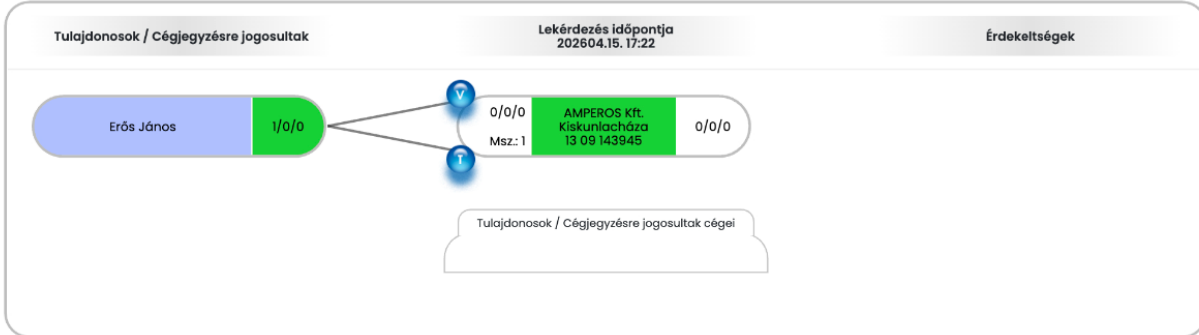 Tulajdonosok / Cégjegyzésre jogosultak
Lekérdezés időpontja
202604.15. 17:22
Érdekeltségek
Erős János
1/0/0
V
T
0/0/0
Msz.: 1
AMPEROS Kft.
Kiskunlacháza
13 09 143945
0/0/0
Tulajdonosok / Cégjegyzésre jogosultak cégei